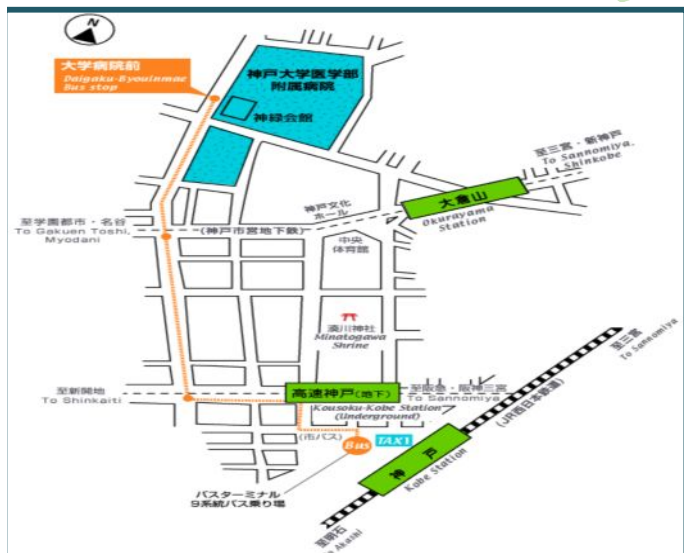 N
大学病院前
Daigaku-Byouinmae
Bus stop
神戸大学医学部
附属病院
神緑会館
至三宮・新神戸
To Sannomiya,
Shinkobe
神戸文化
ホール
大倉山
Okurayama
Station
至学園都市・名谷
To Gakuen Toshi,
Myodani
(神戸市営地下鉄)
中央
体育館
湊川神社
Minatogawa
Shrine
至三宮
To Sannomiya
至新開地
To Shinkaiti
高速神戸(地下)
至阪急・阪神三宮
To Sannomiya
Kousoku-Kobe Station
(Underground)
(JR西日本鉄道)
(市バス)
Bus
TAXI
神戸
Kobe Station
バスターミナル
9系統バス乗り場
至明石
Akashi